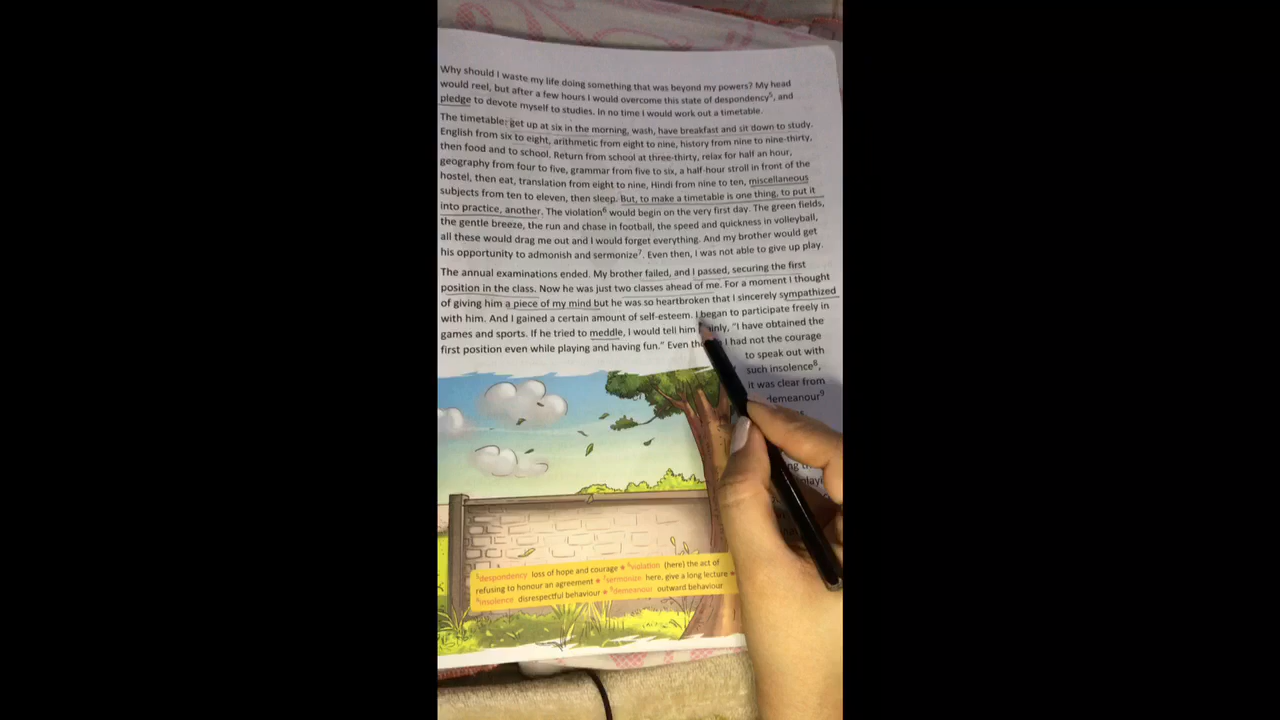 Why should I waste my life doing something that was beyond my powers? My head
would reel, but after a few hours I would overcome this state of despondency⁵, and
pledge to devote myself to studies. In no time I would work out a timetable.
The timetable: get up at six in the morning, wash, have breakfast and sit down to study.
English from six to eight, arithmetic from eight to nine, history from nine to nine-thirty,
then food and to school. Return from school at three-thirty, relax for half an hour,
geography from four to five, grammar from five to six, a half-hour stroll in front of the
hostel, then eat, translation from eight to nine, Hindi from nine to ten, miscellaneous
subjects from ten to eleven, then sleep. But, to make a timetable is one thing, to put it
into practice, another. The violation⁶ would begin on the very first day. The green fields,
the gentle breeze, the run and chase in football, the speed and quickness in volleyball,
all these would drag me out and I would forget everything. And my brother would get
his opportunity to admonish and sermonize⁷. Even then, I was not able to give up play.
The annual examinations ended. My brother failed, and I passed, securing the first
position in the class. Now he was just two classes ahead of me. For a moment I thought
of giving him a piece of my mind but he was so heartbroken that I sincerely sympathized
with him. And I gained a certain amount of self-esteem. I began to participate freely in
games and sports. If he tried to meddle, I would tell him "I have obtained the
first position even while playing and having fun." Even I had not the courage
to speak out with
such insolence⁸,
it was clear from
demeanour⁹
⁵despondency loss of hope and courage • ⁶violation (here) the act of
refusing to honour an agreement • ⁷sermonize here, give a long lecture •
⁸insolence disrespectful behaviour • ⁹demeanour outward behaviour